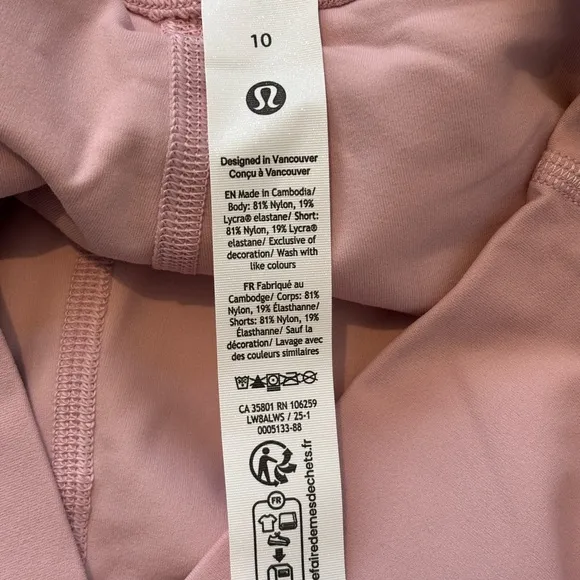 10
Designed in Vancouver
Conçu à Vancouver
EN Made in Cambodia/
Body: 81% Nylon, 19%
Lycra® elastane/ Short:
81% Nylon, 19% Lycra®
elastane/ Exclusive of
decoration/ Wash with
like colours
FR Fabriqué au
Cambodge/ Corps: 81%
Nylon, 19% Élasthanne/
Shorts: 81% Nylon, 19%
Élasthanne/ Sauf la
décoration/ Lavage avec
des couleurs similaires
CA 35801 RN 106259
LW8ALWS / 25-1
0005133-88
FR
efairedemesdechets.fr